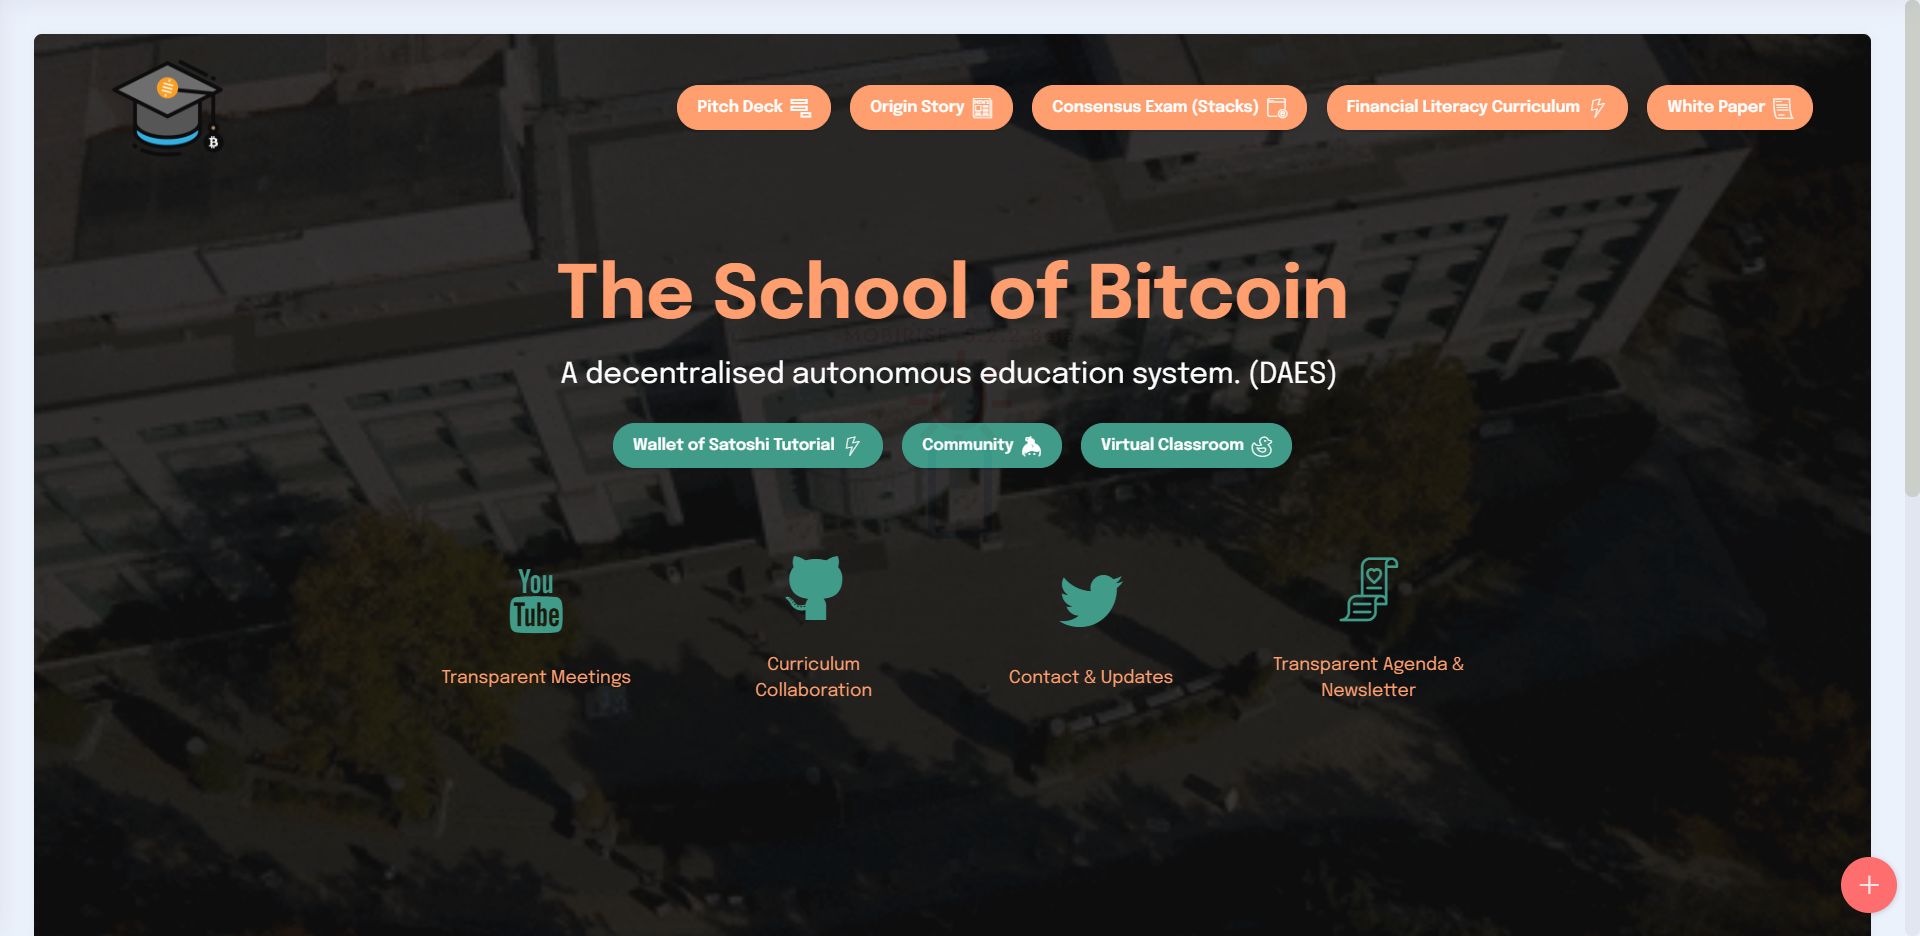 Pitch Deck
Origin Story
Consensus Exam (Stacks)
Financial Literacy Curriculum
White Paper
The School of Bitcoin
A decentralised autonomous education system. (DAES)
Wallet of Satoshi Tutorial
Community
Virtual Classroom
You
Tube
Transparent Meetings
Curriculum
Collaboration
Contact & Updates
Transparent Agenda &
Newsletter